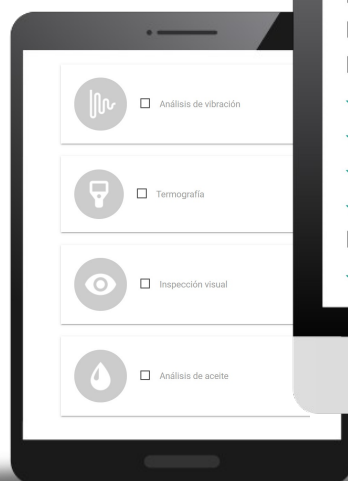 Análisis de vibración
Termografía
Inspección visual
Análisis de aceite